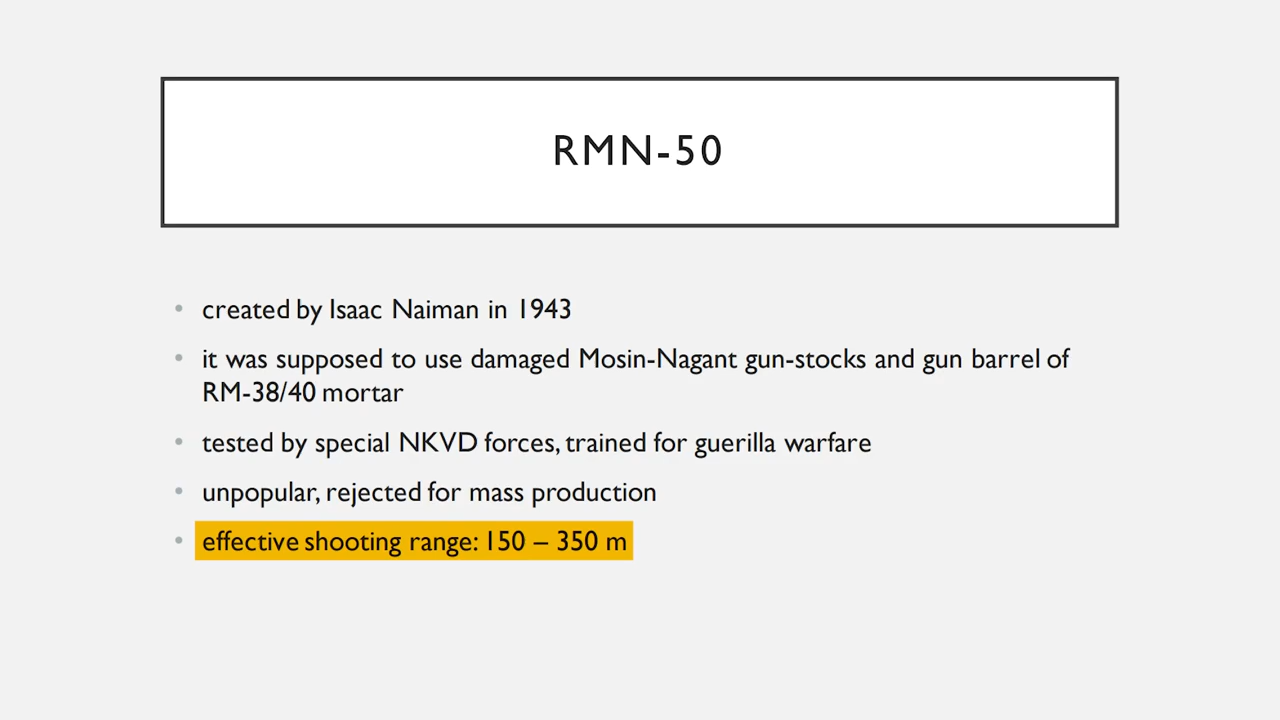 RMN-50
• created by Isaac Naiman in 1943
• it was supposed to use damaged Mosin-Nagant gun-stocks and gun barrel of
RM-38/40 mortar
• tested by special NKVD forces, trained for guerilla warfare
• unpopular, rejected for mass production
• effective shooting range: 150 – 350 m